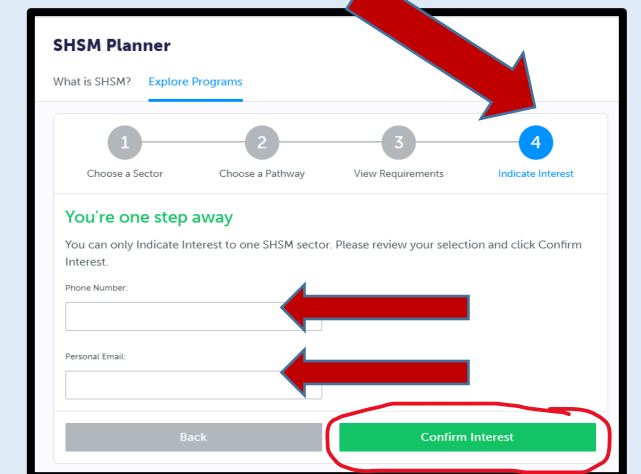 SHSM Planner
What is SHSM? Explore Programs
1 2 3 4
Choose a Sector Choose a Pathway View Requirements Indicate Interest
You're one step away
You can only Indicate Interest to one SHSM sector. Please review your selection and click Confirm
Interest.
Phone Number:
Personal Email:
Back Confirm Interest